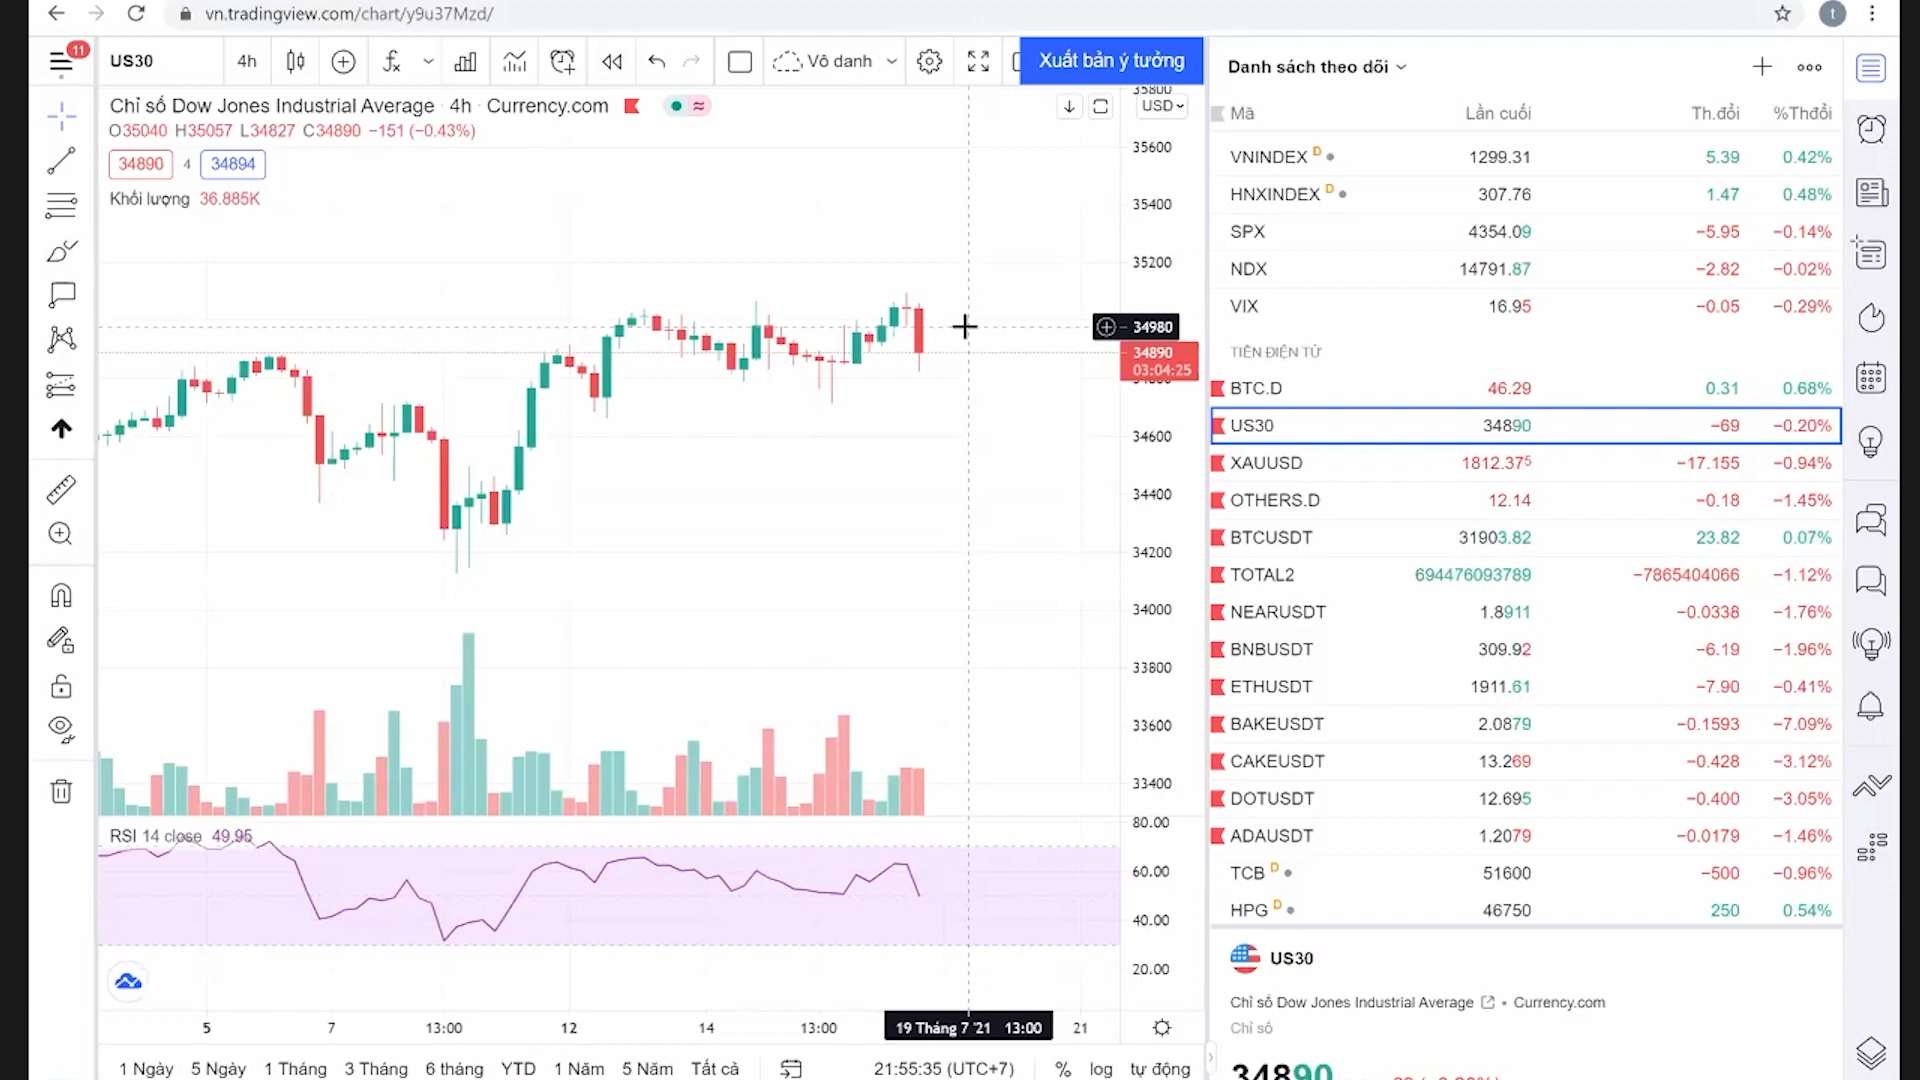 vn.tradingview.com/chart/y9u37Mzd/
t
11
US30
4h
Vô danh
Xuất bản ý tưởng
Chỉ số Dow Jones Industrial Average · 4h · Currency.com
O35040 H35057 L34827 C34890 −151 (−0.43%)
34890 4 34894
Khối lượng 36.885K
USD
35800
35600
35400
35200
34980
34890
03:04:25
34600
34400
34200
34000
33800
33600
33400
RSI 14 close 49.95
80.00
60.00
40.00
20.00
5 7 13:00 12 14 13:00 19 Tháng 7 '21 13:00 21
1 Ngày 5 Ngày 1 Tháng 3 Tháng 6 tháng YTD 1 Năm 5 Năm Tất cả 21:55:35 (UTC+7) % log tự động
Danh sách theo dõi
Mã Lần cuối Th.đổi %Thđổi
VNINDEX D 1299.31 5.39 0.42%
HNXINDEX D 307.76 1.47 0.48%
SPX 4354.09 −5.95 −0.14%
NDX 14791.87 −2.82 −0.02%
VIX 16.95 −0.05 −0.29%
TIỀN ĐIỆN TỬ
BTC.D 46.29 0.31 0.68%
US30 34890 −69 −0.20%
XAUUSD 1812.375 −17.155 −0.94%
OTHERS.D 12.14 −0.18 −1.45%
BTCUSDT 31903.82 23.82 0.07%
TOTAL2 694476093789 −7865404066 −1.12%
NEARUSDT 1.8911 −0.0338 −1.76%
BNBUSDT 309.92 −6.19 −1.96%
ETHUSDT 1911.61 −7.90 −0.41%
BAKEUSDT 2.0879 −0.1593 −7.09%
CAKEUSDT 13.269 −0.428 −3.12%
DOTUSDT 12.695 −0.400 −3.05%
ADAUSDT 1.2079 −0.0179 −1.46%
TCB D 51600 −500 −0.96%
HPG D 46750 250 0.54%
US30
Chỉ số Dow Jones Industrial Average • Currency.com
Chỉ số
34890